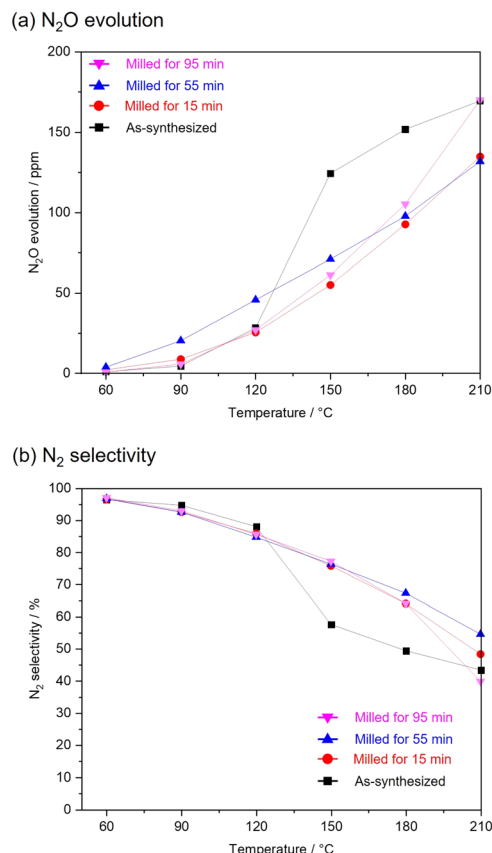 (a) N₂O evolution
Milled for 95 min
Milled for 55 min
Milled for 15 min
As-synthesized
200
150
100
50
0
N₂O evolution / ppm
60 90 120 150 180 210
Temperature / °C
(b) N₂ selectivity
100
90
80
70
60
50
40
30
20
10
0
N₂ selectivity / %
Milled for 95 min
Milled for 55 min
Milled for 15 min
As-synthesized
60 90 120 150 180 210
Temperature / °C